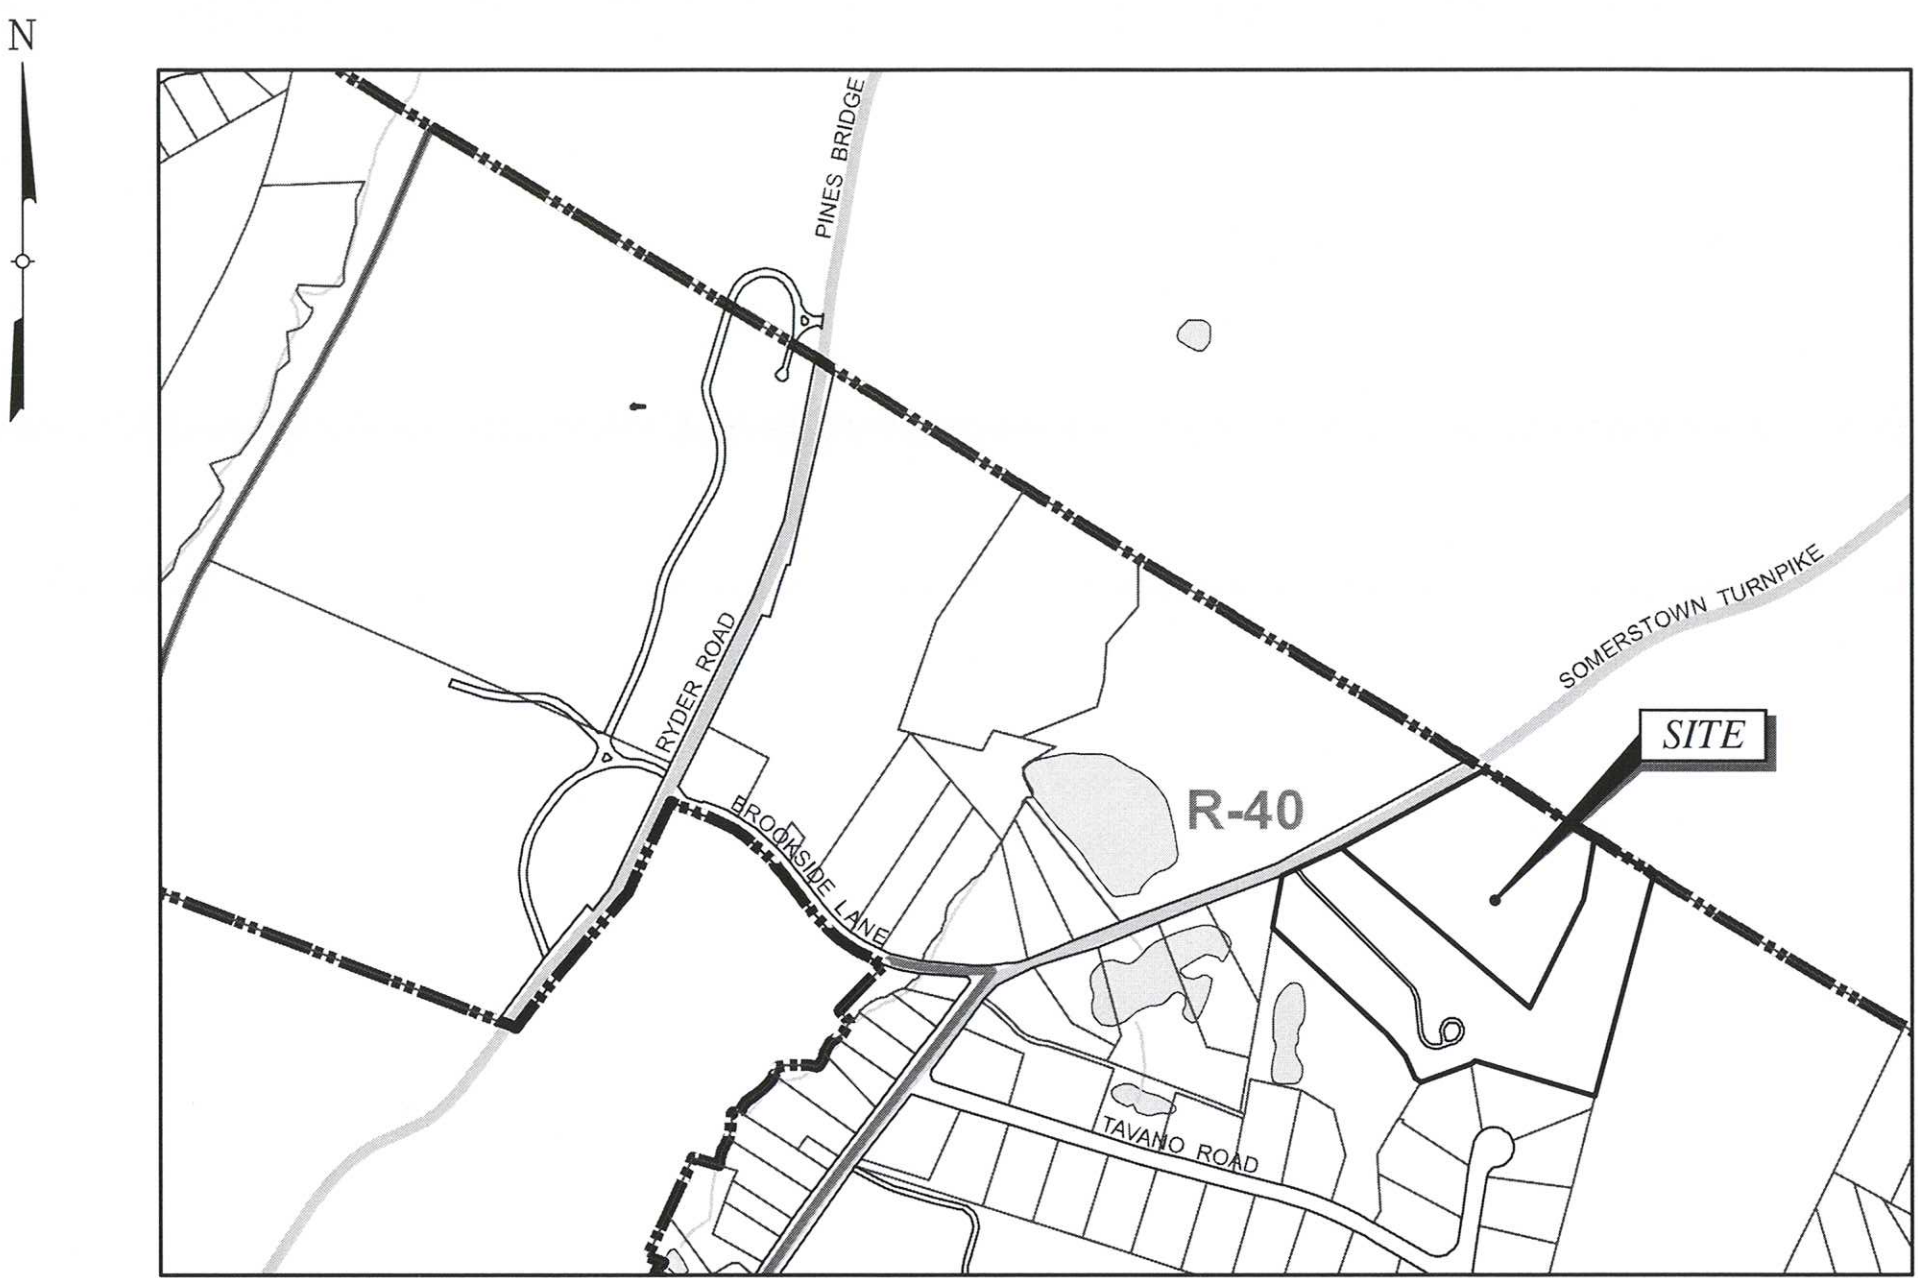 N
PINES BRIDGE
SOMERSTOWN TURNPIKE
RYDER ROAD
SITE
BROOKSIDE LANE
R-40
TAVANO ROAD